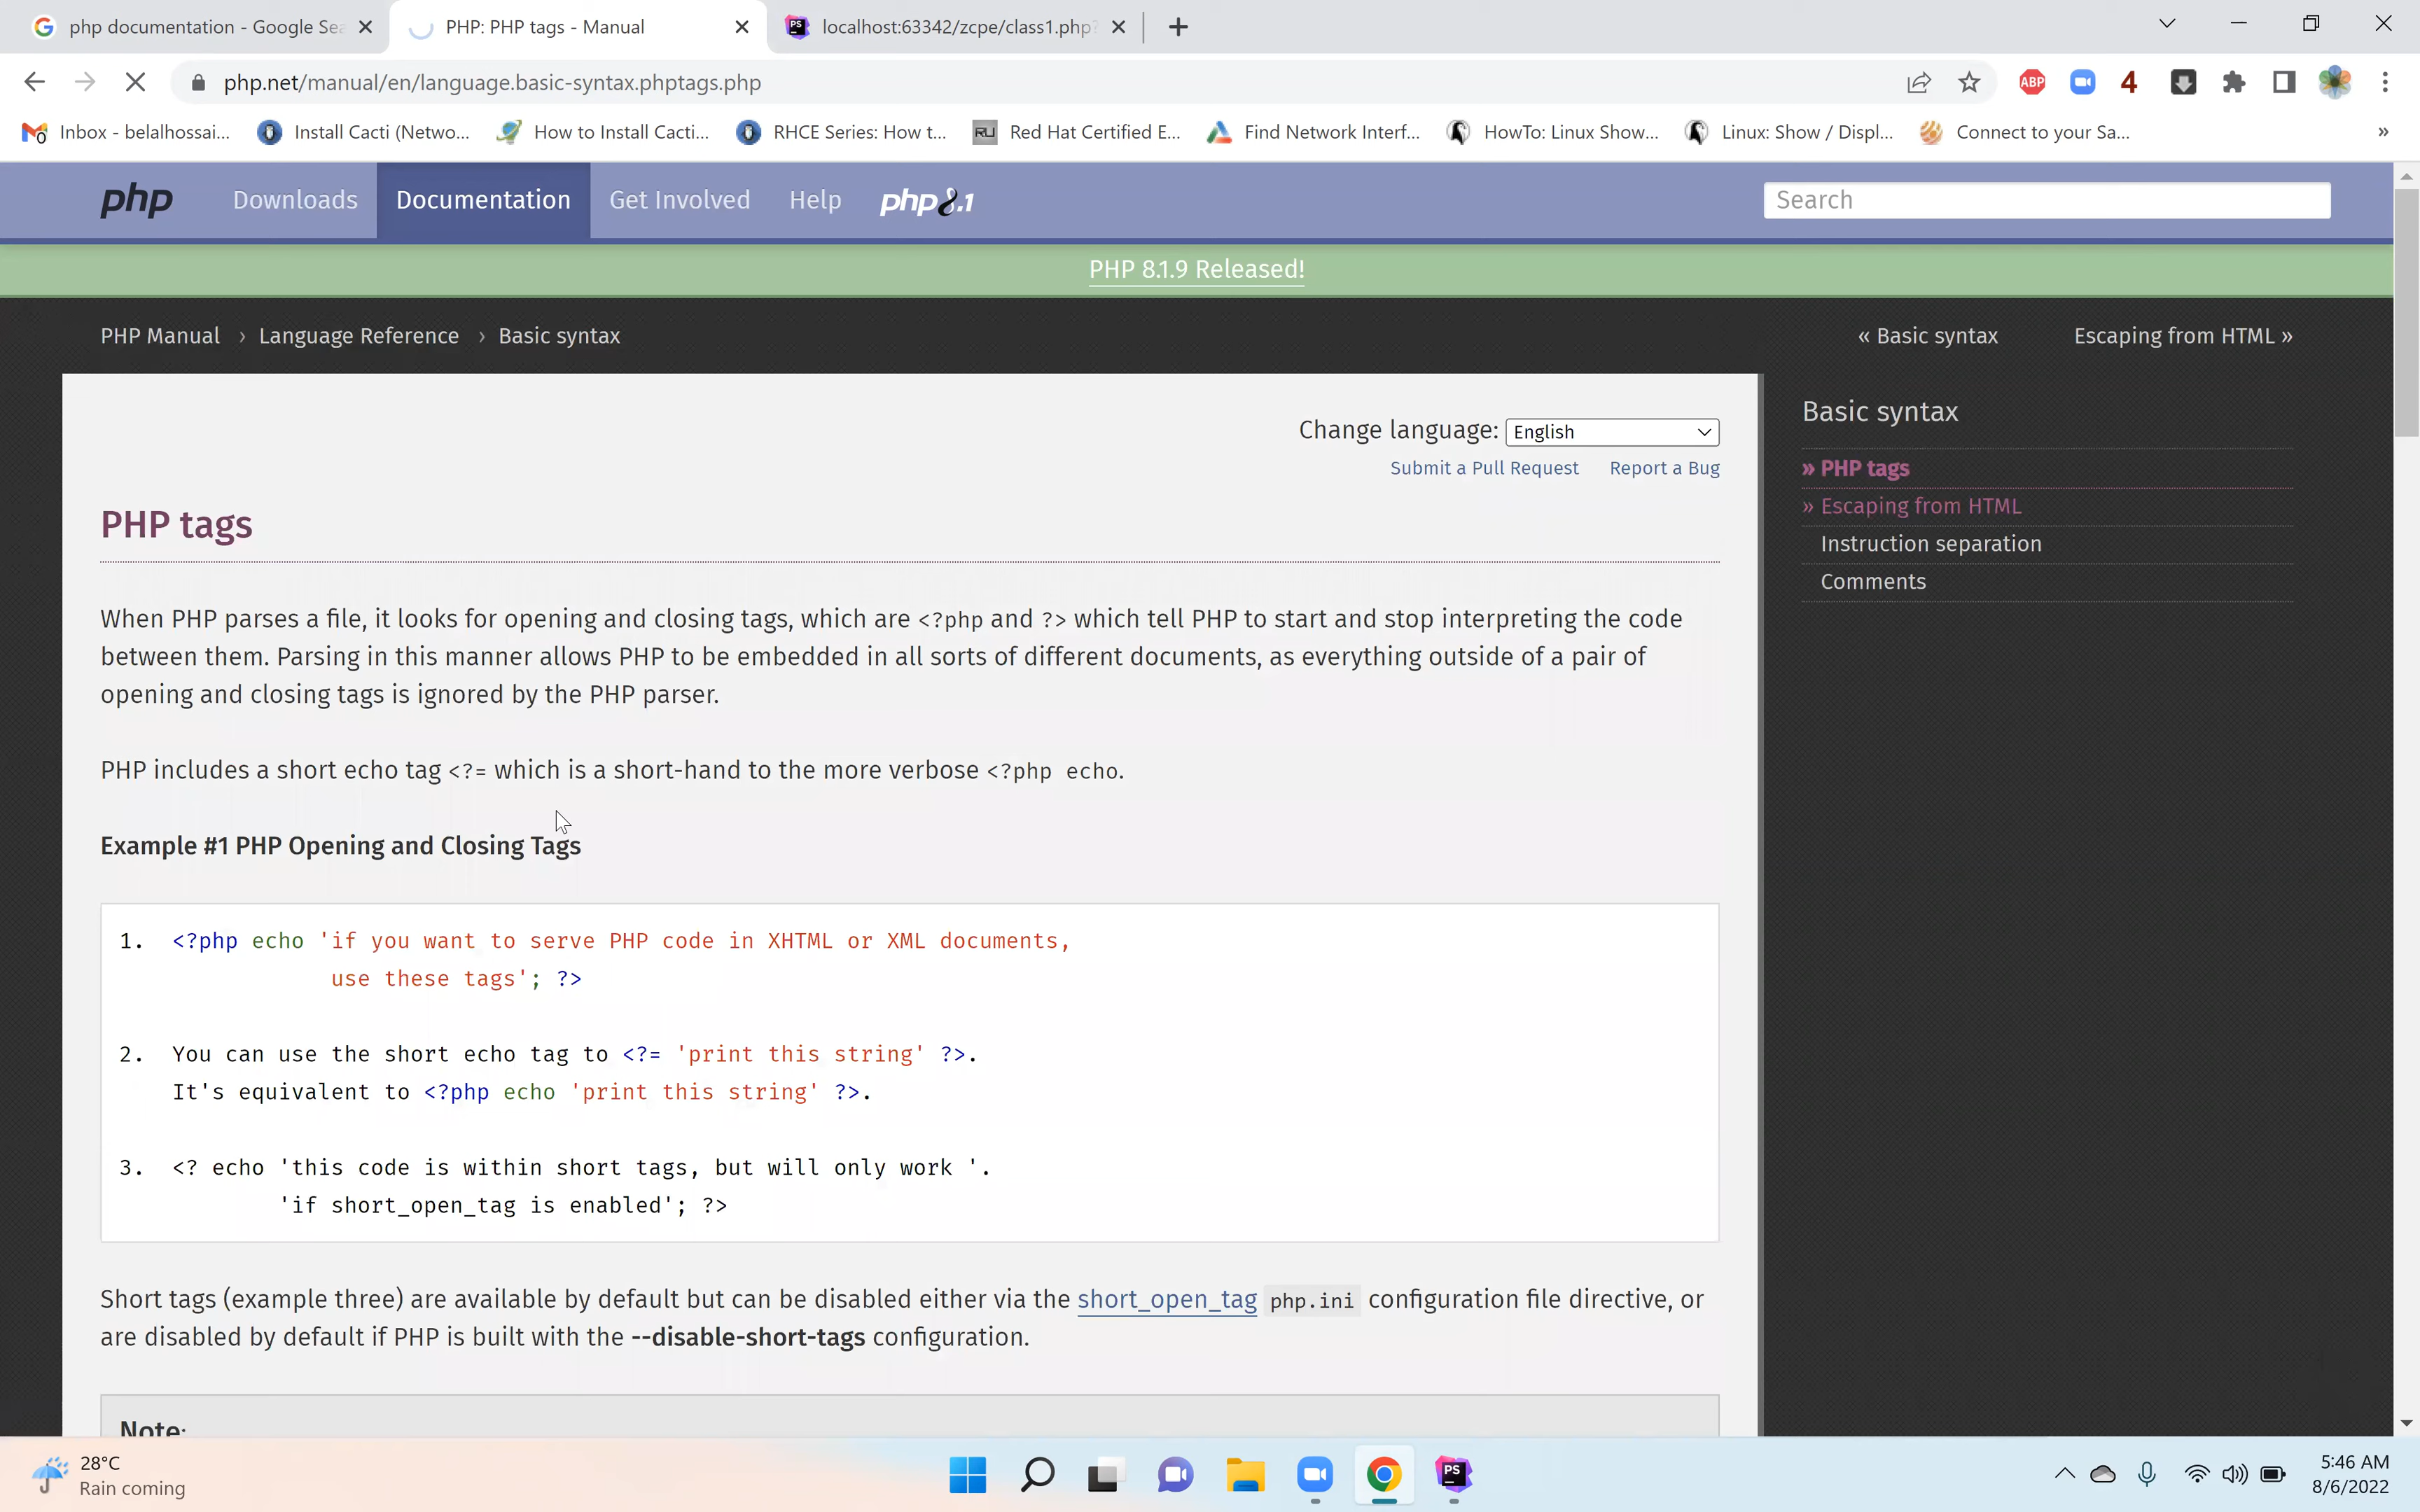 php documentation - Google Sea
PHP: PHP tags - Manual
localhost:63342/zcpe/class1.php?
php.net/manual/en/language.basic-syntax.phptags.php
ABP
4
Inbox - belalhossai...
Install Cacti (Netwo...
How to Install Cacti...
RHCE Series: How t...
RU
Red Hat Certified E...
Find Network Interf...
HowTo: Linux Show...
Linux: Show / Displ...
Connect to your Sa...
»
php
Downloads
Documentation
Get Involved
Help
php8.1
Search
PHP 8.1.9 Released!
PHP Manual › Language Reference › Basic syntax
« Basic syntax
Escaping from HTML »
Change language: English
Submit a Pull Request Report a Bug
PHP tags
When PHP parses a file, it looks for opening and closing tags, which are <?php and ?> which tell PHP to start and stop interpreting the code
between them. Parsing in this manner allows PHP to be embedded in all sorts of different documents, as everything outside of a pair of
opening and closing tags is ignored by the PHP parser.
PHP includes a short echo tag <?= which is a short-hand to the more verbose <?php echo.
Example #1 PHP Opening and Closing Tags
1. <?php echo 'if you want to serve PHP code in XHTML or XML documents,
use these tags'; ?>
2. You can use the short echo tag to <?= 'print this string' ?>.
It's equivalent to <?php echo 'print this string' ?>.
3. <? echo 'this code is within short tags, but will only work '.
'if short_open_tag is enabled'; ?>
Short tags (example three) are available by default but can be disabled either via the short_open_tag php.ini configuration file directive, or
are disabled by default if PHP is built with the --disable-short-tags configuration.
Note:
Basic syntax
» PHP tags
» Escaping from HTML
Instruction separation
Comments
28°C
Rain coming
PS
5:46 AM
8/6/2022